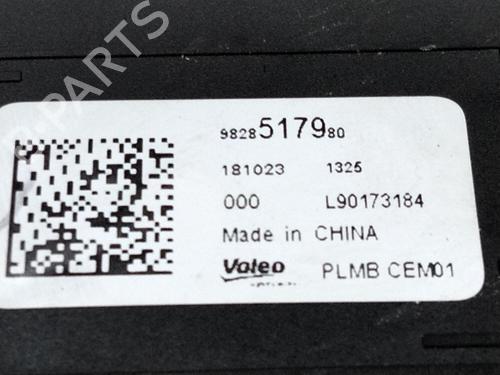 B-PARTS
9828517980
181023 1325
000 L90173184
Made in CHINA
Valeo PLMB CEM01